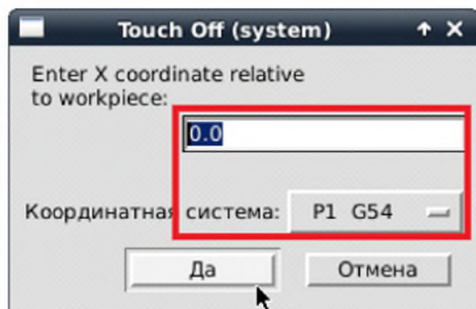 Touch Off (system)
Enter X coordinate relative
to workpiece:
0.0
Координатная система: P1 G54
Да Отмена